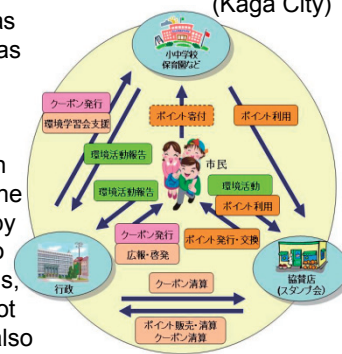 (Kaga City)
as
as
n
ne
by
o
s,
ot
also
小中学校
保育園など
クーポン発行
環境学習会支援
ポイント寄付
ポイント利用
環境活動報告
市民
環境活動報告
環境活動
ポイント利用
クーポン発行
広報・啓発
ポイント発行・交換
行政
協賛店
(スタンプ会)
クーポン清算
ポイント販売・清算
クーポン清算